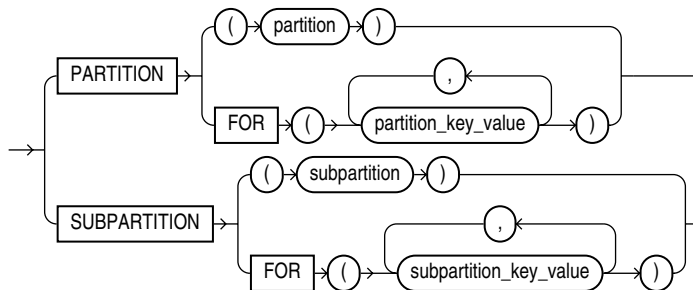 ( partition )
PARTITION
,
FOR ( partition_key_value )
( subpartition )
SUBPARTITION
,
FOR ( subpartition_key_value )